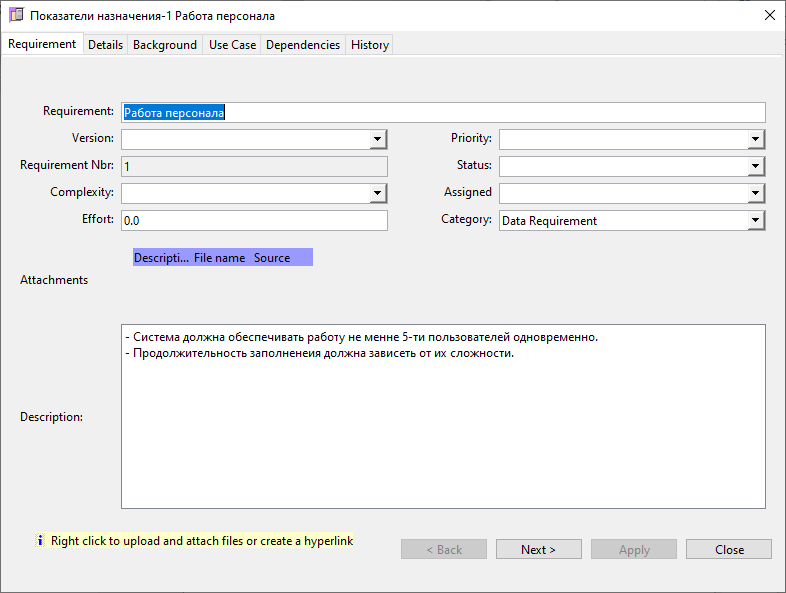 Показатели назначения-1 Работа персонала
Requirement Details Background Use Case Dependencies History
Requirement: Работа персонала
Version: Priority:
Requirement Nbr: 1 Status:
Complexity: Assigned
Effort: 0.0 Category: Data Requirement
Descripti... File name Source
Attachments
- Система должна обеспечивать работу не менне 5-ти пользователей одновременно.
- Продолжительность заполненеия должна зависеть от их сложности.
Description:
i Right click to upload and attach files or create a hyperlink
< Back Next > Apply Close